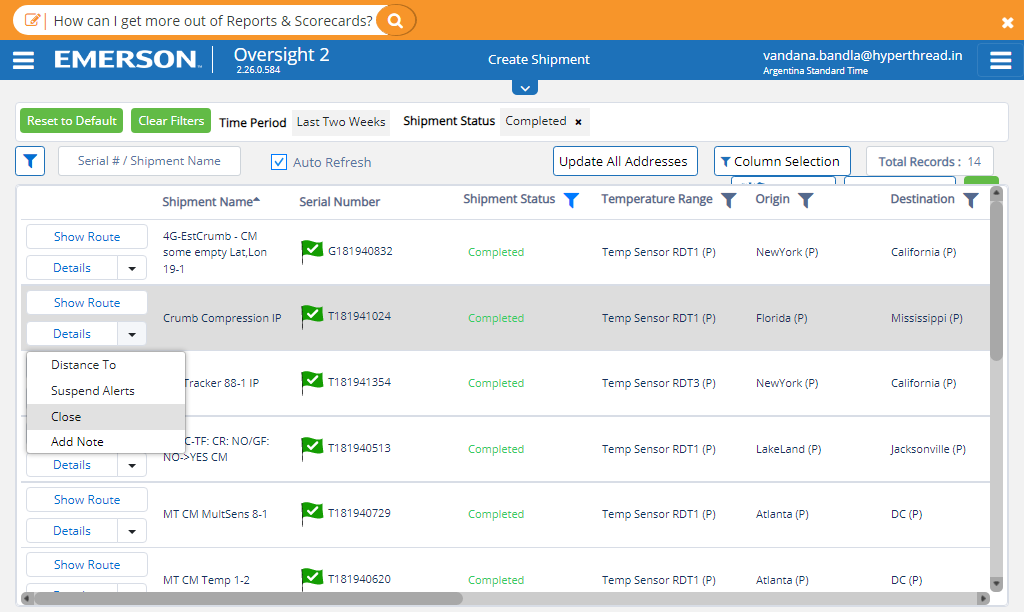 How can I get more out of Reports & Scorecards?
EMERSON. Oversight 2
2.26.0.584
Create Shipment
vandana.bandla@hyperthread.in
Argentina Standard Time
Reset to Default Clear Filters Time Period Last Two Weeks Shipment Status Completed ×
Serial # / Shipment Name Auto Refresh Update All Addresses Column Selection Total Records : 14
Shipment Name Serial Number Shipment Status Temperature Range Origin Destination
Show Route
Details
4G-EstCrumb - CM
some empty Lat,Lon
19-1
G181940832 Completed Temp Sensor RDT1 (P) NewYork (P) California (P)
Show Route
Details
Crumb Compression IP T181941024 Completed Temp Sensor RDT1 (P) Florida (P) Mississippi (P)
Distance To
Suspend Alerts
Close
Add Note
Tracker 88-1 IP T181941354 Completed Temp Sensor RDT3 (P) NewYork (P) California (P)
C-TF: CR: NO/GF:
NO->YES CM
T181940513 Completed Temp Sensor RDT1 (P) LakeLand (P) Jacksonville (P)
Details
Show Route
Details
MT CM MultSens 8-1 T181940729 Completed Temp Sensor RDT1 (P) Atlanta (P) DC (P)
Show Route
MT CM Temp 1-2 T181940620 Completed Temp Sensor RDT1 (P) Atlanta (P) DC (P)